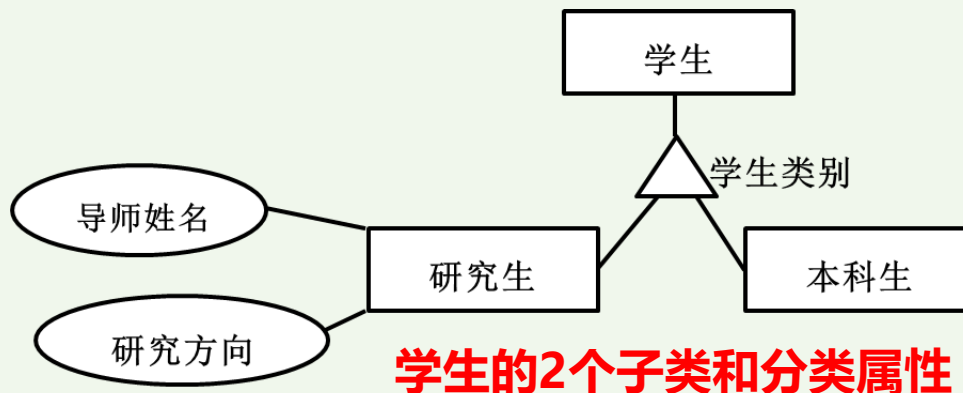 学生
学生类别
导师姓名
研究生
本科生
研究方向
学生的2个子类和分类属性